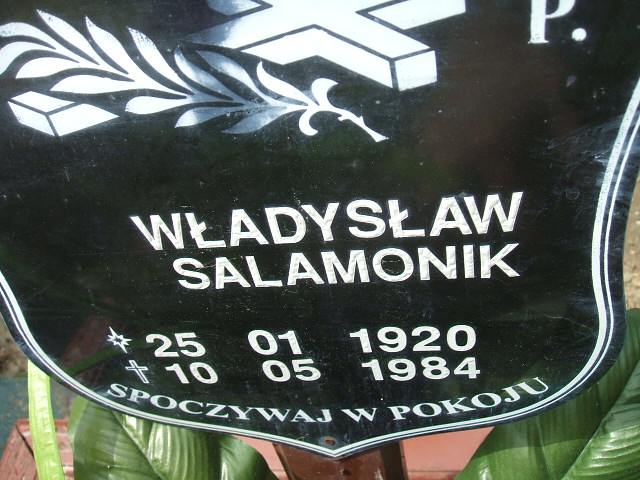 P.
WŁADYSŁAW
SALAMONIK
25 01 1920
10 05 1984
SPOCZYWAJ W POKOJU